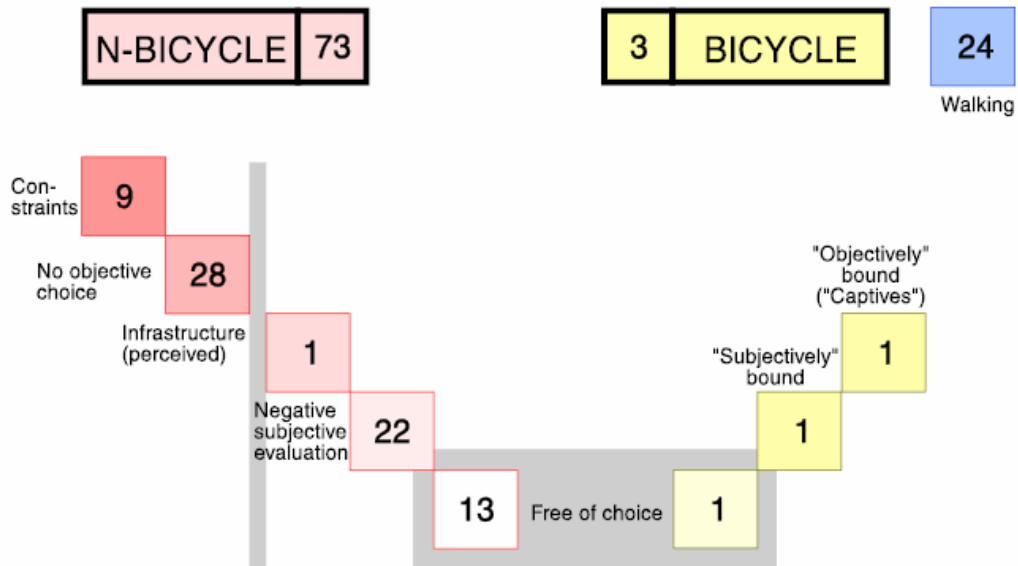 N-BICYCLE 73
3 BICYCLE
24
Walking
Con-
straints
9
No objective
choice
28
Infrastructure
(perceived)
1
Negative
subjective
evaluation
22
13
Free of choice
1
"Subjectively"
bound
1
"Objectively"
bound
("Captives")
1